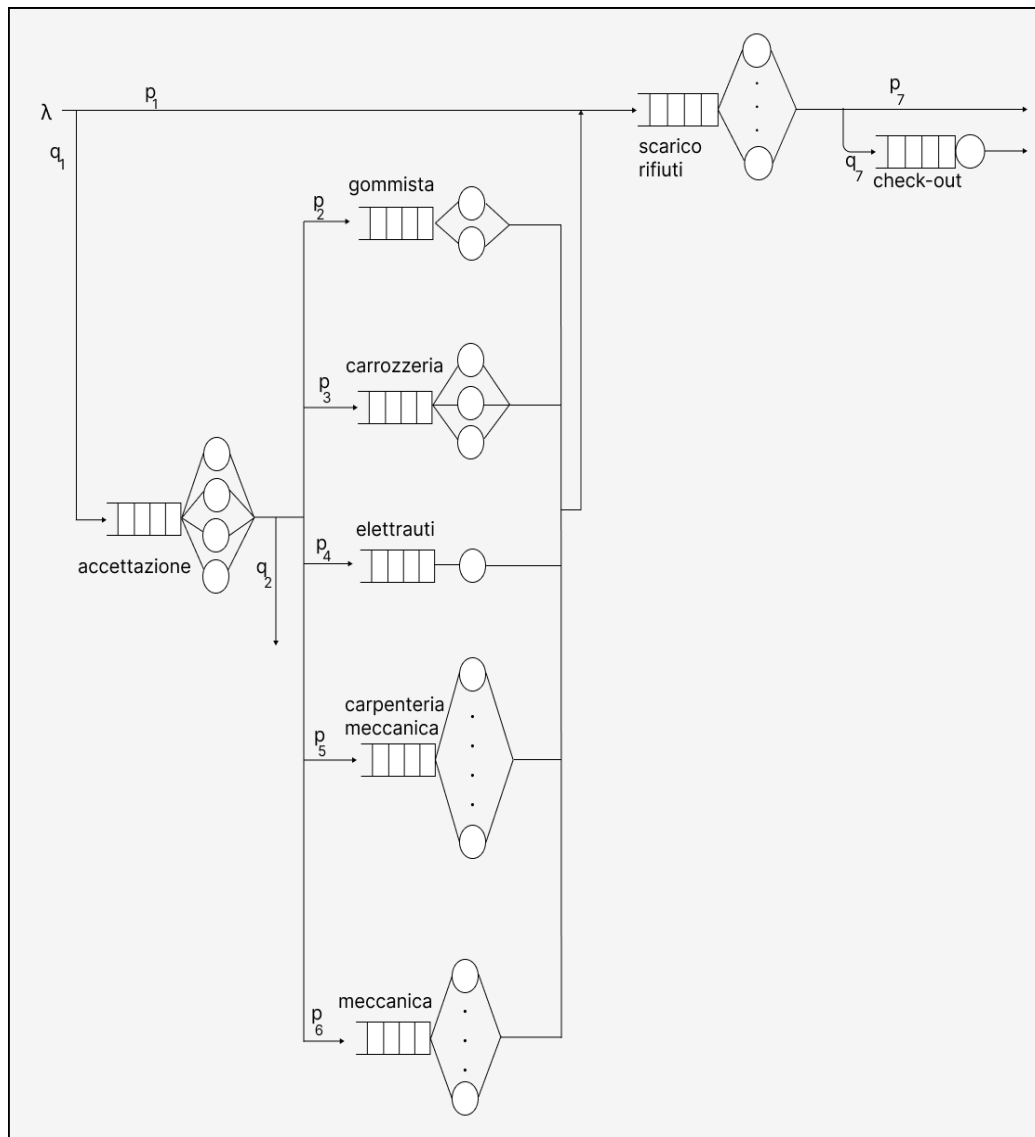 λ
p1
q1
scarico
rifiuti
p7
q7
check-out
gommista
p2
carrozzeria
p3
accettazione
q2
elettrauti
p4
carpenteria
meccanica
p5
meccanica
p6